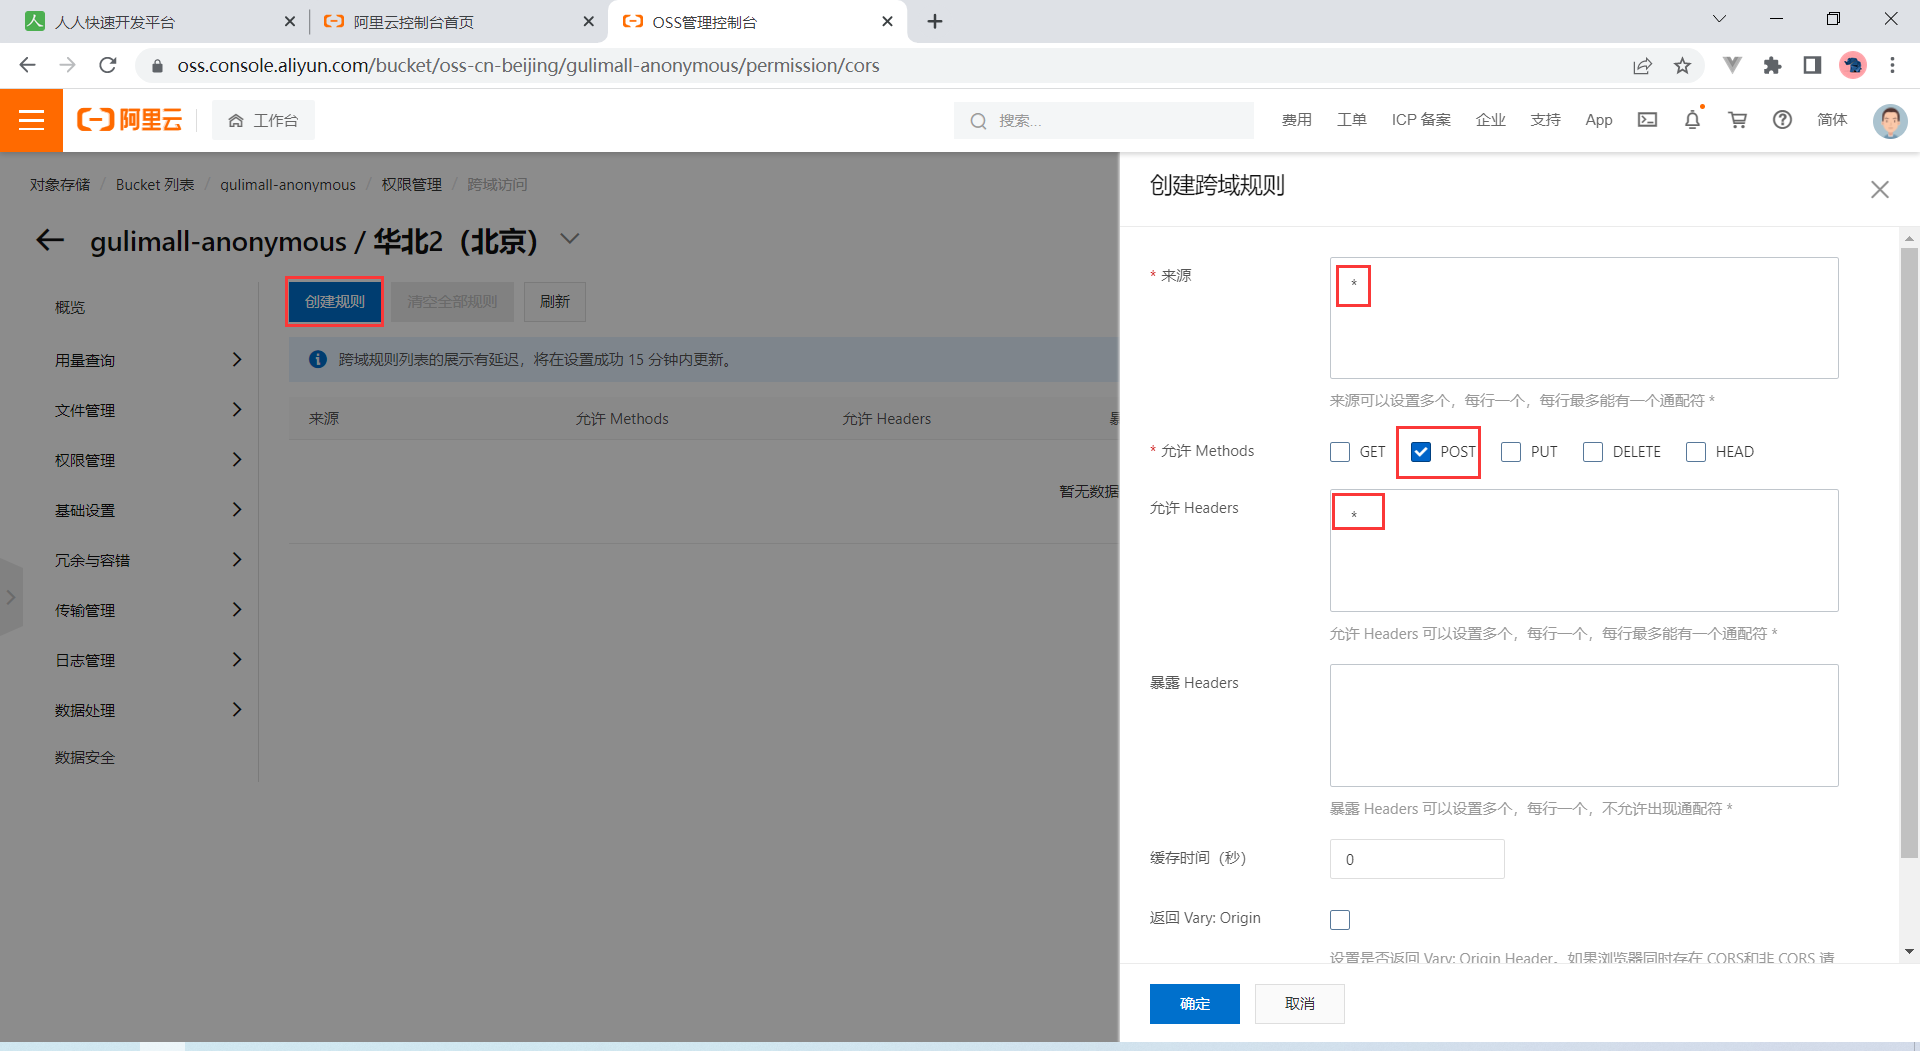 人人快速开发平台
阿里云控制台首页
OSS管理控制台
oss.console.aliyun.com/bucket/oss-cn-beijing/gulimall-anonymous/permission/cors
阿里云
工作台
搜索...
费用
工单
ICP 备案
企业
支持
App
简体
对象存储 / Bucket 列表 / gulimall-anonymous / 权限管理 / 跨域访问
gulimall-anonymous / 华北2（北京）
概览
用量查询
文件管理
权限管理
基础设置
冗余与容错
传输管理
日志管理
数据处理
数据安全
创建规则
清空全部规则
刷新
跨域规则列表的展示有延迟，将在设置成功 15 分钟内更新。
来源
允许 Methods
允许 Headers
暴
暂无数据
创建跨域规则
* 来源
*
来源可以设置多个，每行一个，每行最多能有一个通配符 *
* 允许 Methods
GET
POST
PUT
DELETE
HEAD
允许 Headers
*
允许 Headers 可以设置多个，每行一个，每行最多能有一个通配符 *
暴露 Headers
暴露 Headers 可以设置多个，每行一个，不允许出现通配符 *
缓存时间（秒）
0
返回 Vary: Origin
设置是否返回 Vary: Origin Header。如果浏览器同时存在 CORS和非 CORS 请
确定
取消